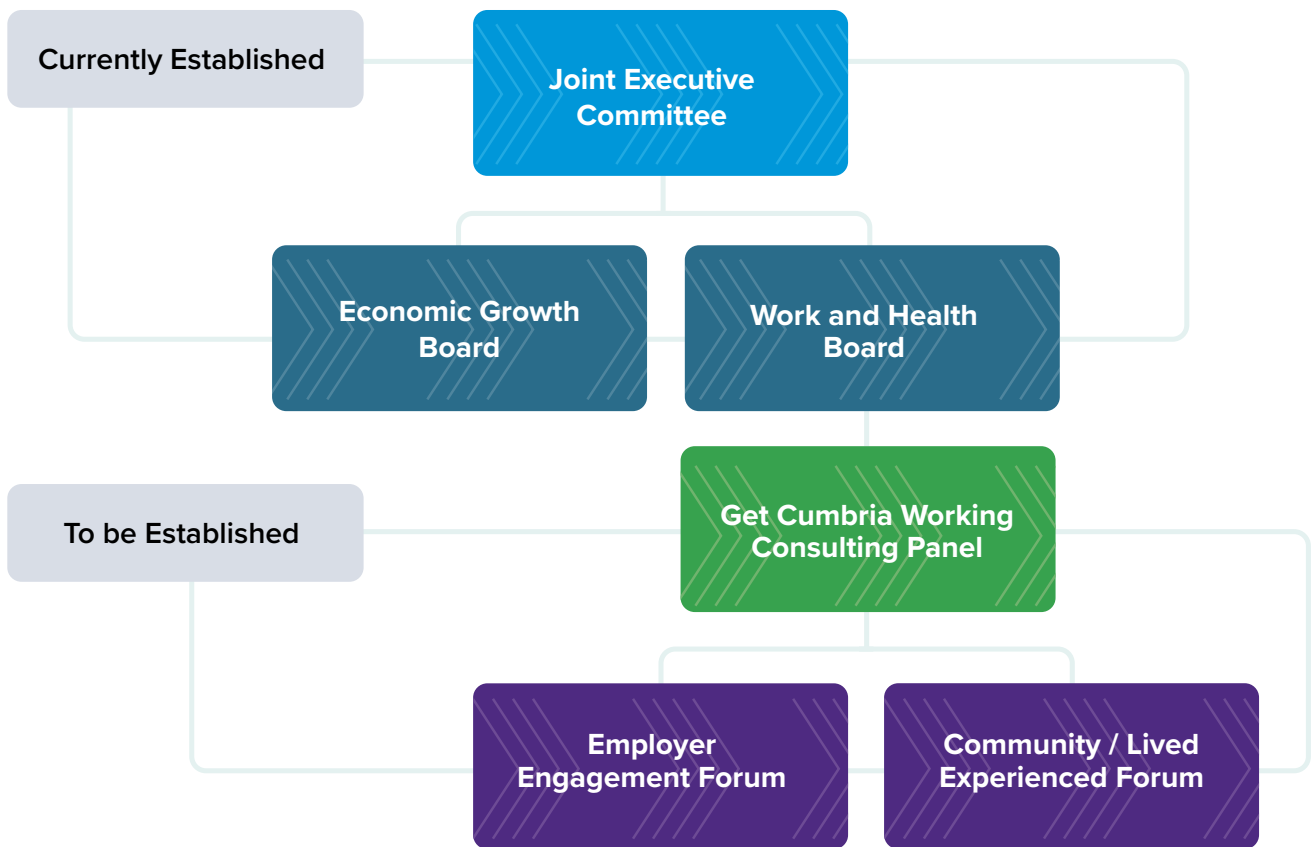 Currently Established
Joint Executive
Committee
Economic Growth
Board
Work and Health
Board
To be Established
Get Cumbria Working
Consulting Panel
Employer
Engagement Forum
Community / Lived
Experienced Forum